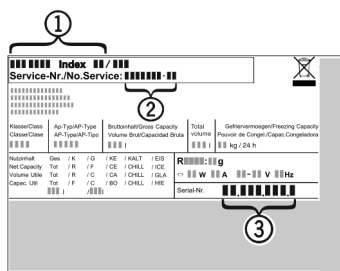 1
Index /
Service-Nr./No.Service: -
2
Klasse/Class Ap-Typ/AP-Type Bruttoinhalt/Gross Capacity Total Gefriervermoegen/Freezing Capacity
Classe/Clase AP-Type/AP-Tipo Volume Brut/Capacidad Bruta volume Pouvoir de Congel./Capac.Congeladora
l l kg / 24 h
Nutzinhalt Ges / K / G / KE / KALT / EIS
Net.Capacity Tot / R / F / CE / CHILL / ICE
Volume Utile Tot / R / C / CA / CHILL / GLA
Capac. Util Tot / F / C / BO / CHILL / HIE
l / l
R : g
W A - V Hz
Serial-Nr. . . .
3